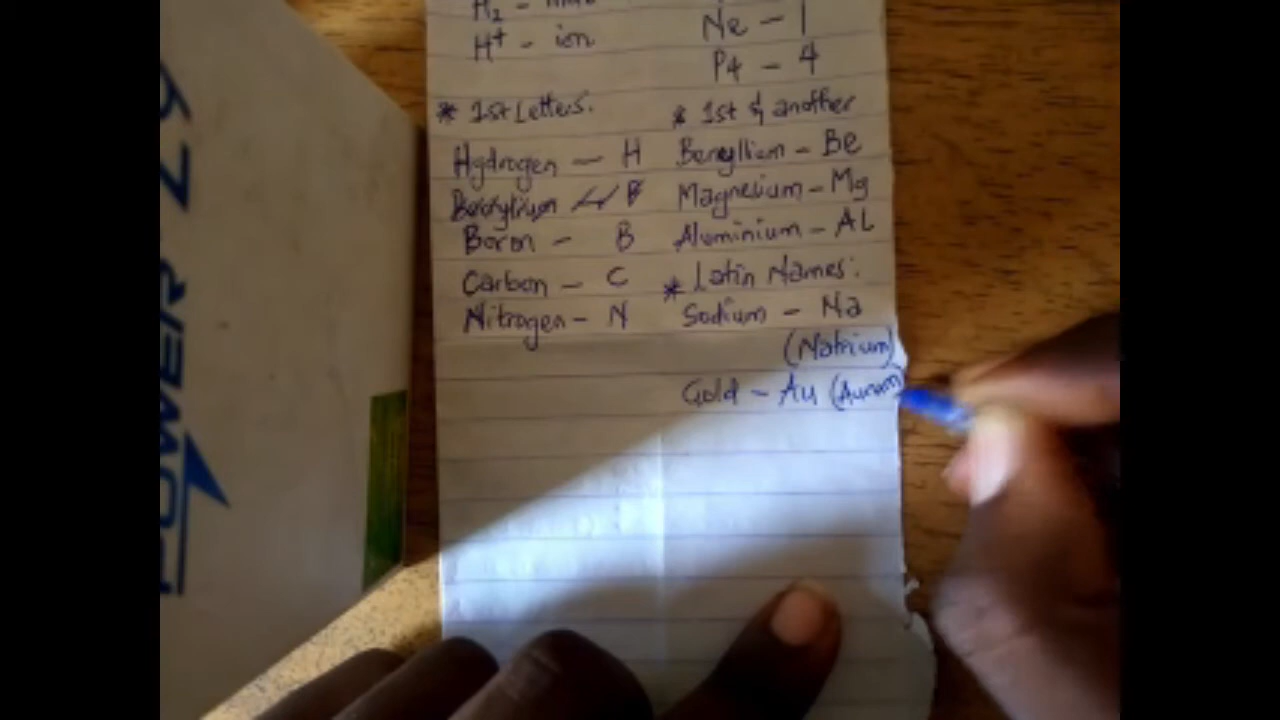 H₂ -
H⁺ - ion
* 1st Letters:
Hydrogen — H
Boron - B
Carbon - C
Nitrogen - N
Ne - 1
P4 - 4
* 1st & another
Beryllium - Be
Magnesium - Mg
Aluminium - AL
* Latin Names:
Sodium - Na
(Natrium)
Gold - Au (Aurum)
POWER